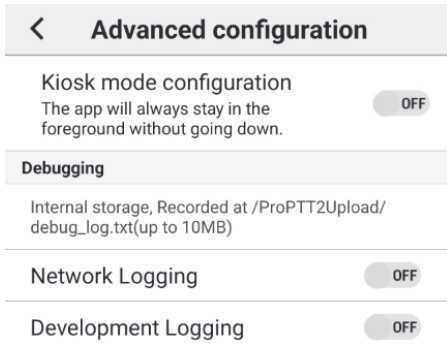 Advanced configuration
Kiosk mode configuration
The app will always stay in the
foreground without going down.
OFF
Debugging
Internal storage, Recorded at /ProPTT2Upload/
debug_log.txt(up to 10MB)
Network Logging
OFF
Development Logging
OFF